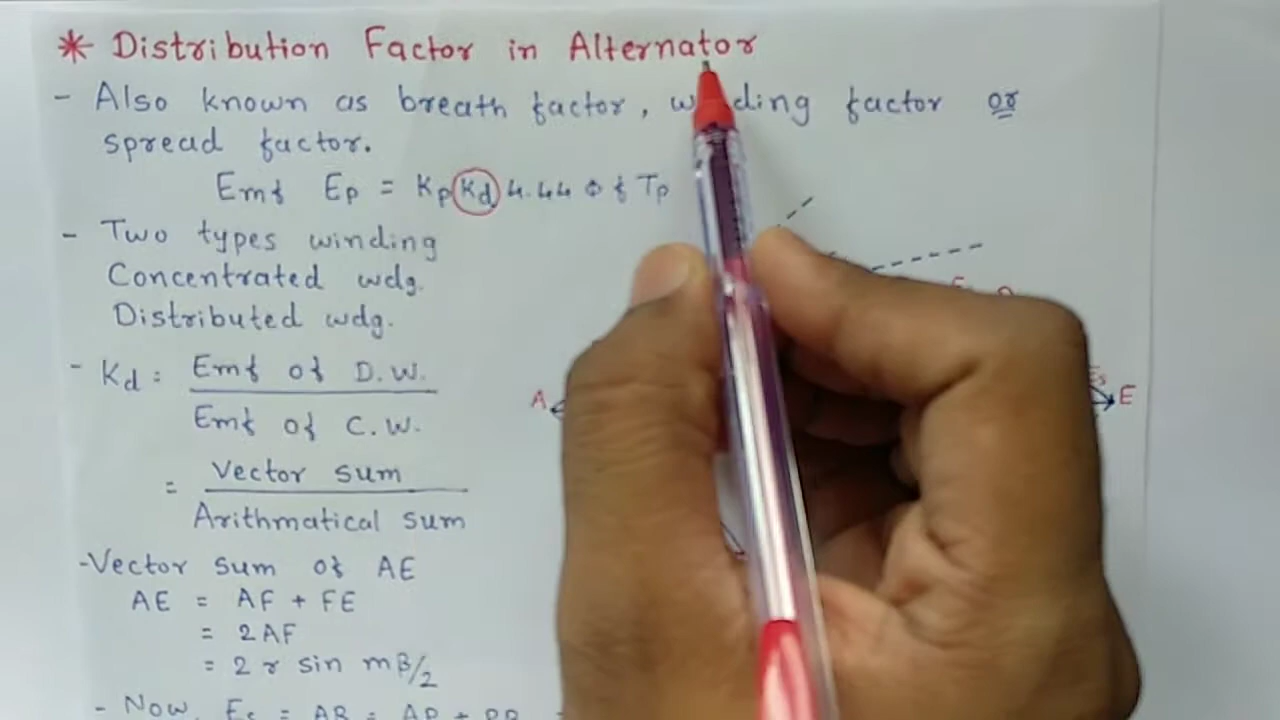 * Distribution Factor in Alternator
- Also known as breath factor, winding factor or
spread factor.
Emf Ep = Kp Kd 4.44 Φ f Tp
- Two types winding
Concentrated wdg.
Distributed wdg.
- Kd : Emf of D.W.
Emf of C.W.
= Vector sum
Arithmatical sum
- Vector sum of AE
AE = AF + FE
= 2AF
= 2 r sin mβ/2
- Now,
A
E